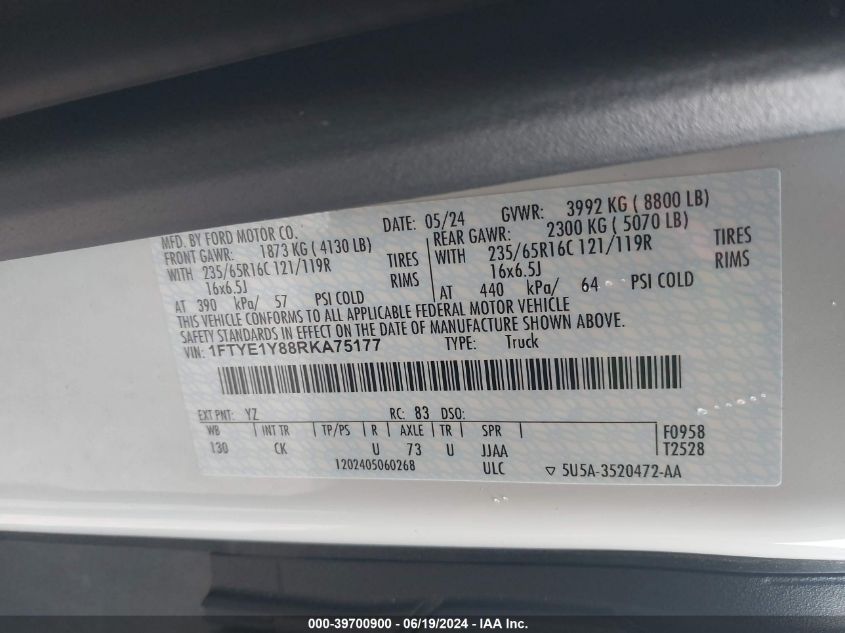 MFD. BY FORD MOTOR CO. DATE: 05/24 GVWR: 3992 KG ( 8800 LB)
FRONT GAWR: 1873 KG ( 4130 LB) REAR GAWR: 2300 KG ( 5070 LB)
WITH 235/65R16C 121/119R TIRES WITH 235/65R16C 121/119R TIRES
16x6.5J RIMS 16x6.5J RIMS
AT 390 kPa/ 57 PSI COLD AT 440 kPa/ 64 PSI COLD
THIS VEHICLE CONFORMS TO ALL APPLICABLE FEDERAL MOTOR VEHICLE
SAFETY STANDARDS IN EFFECT ON THE DATE OF MANUFACTURE SHOWN ABOVE.
VIN: 1FTYE1Y88RKA75177 TYPE: Truck
EXT PNT: YZ RC: 83 DSO:
WB INT TR TP/PS R AXLE TR SPR F0958
130 CK U 73 U JJAA T2528
1202405060268 ULC ▽ 5U5A-3520472-AA
000-39700900 - 06/19/2024 - IAA Inc.